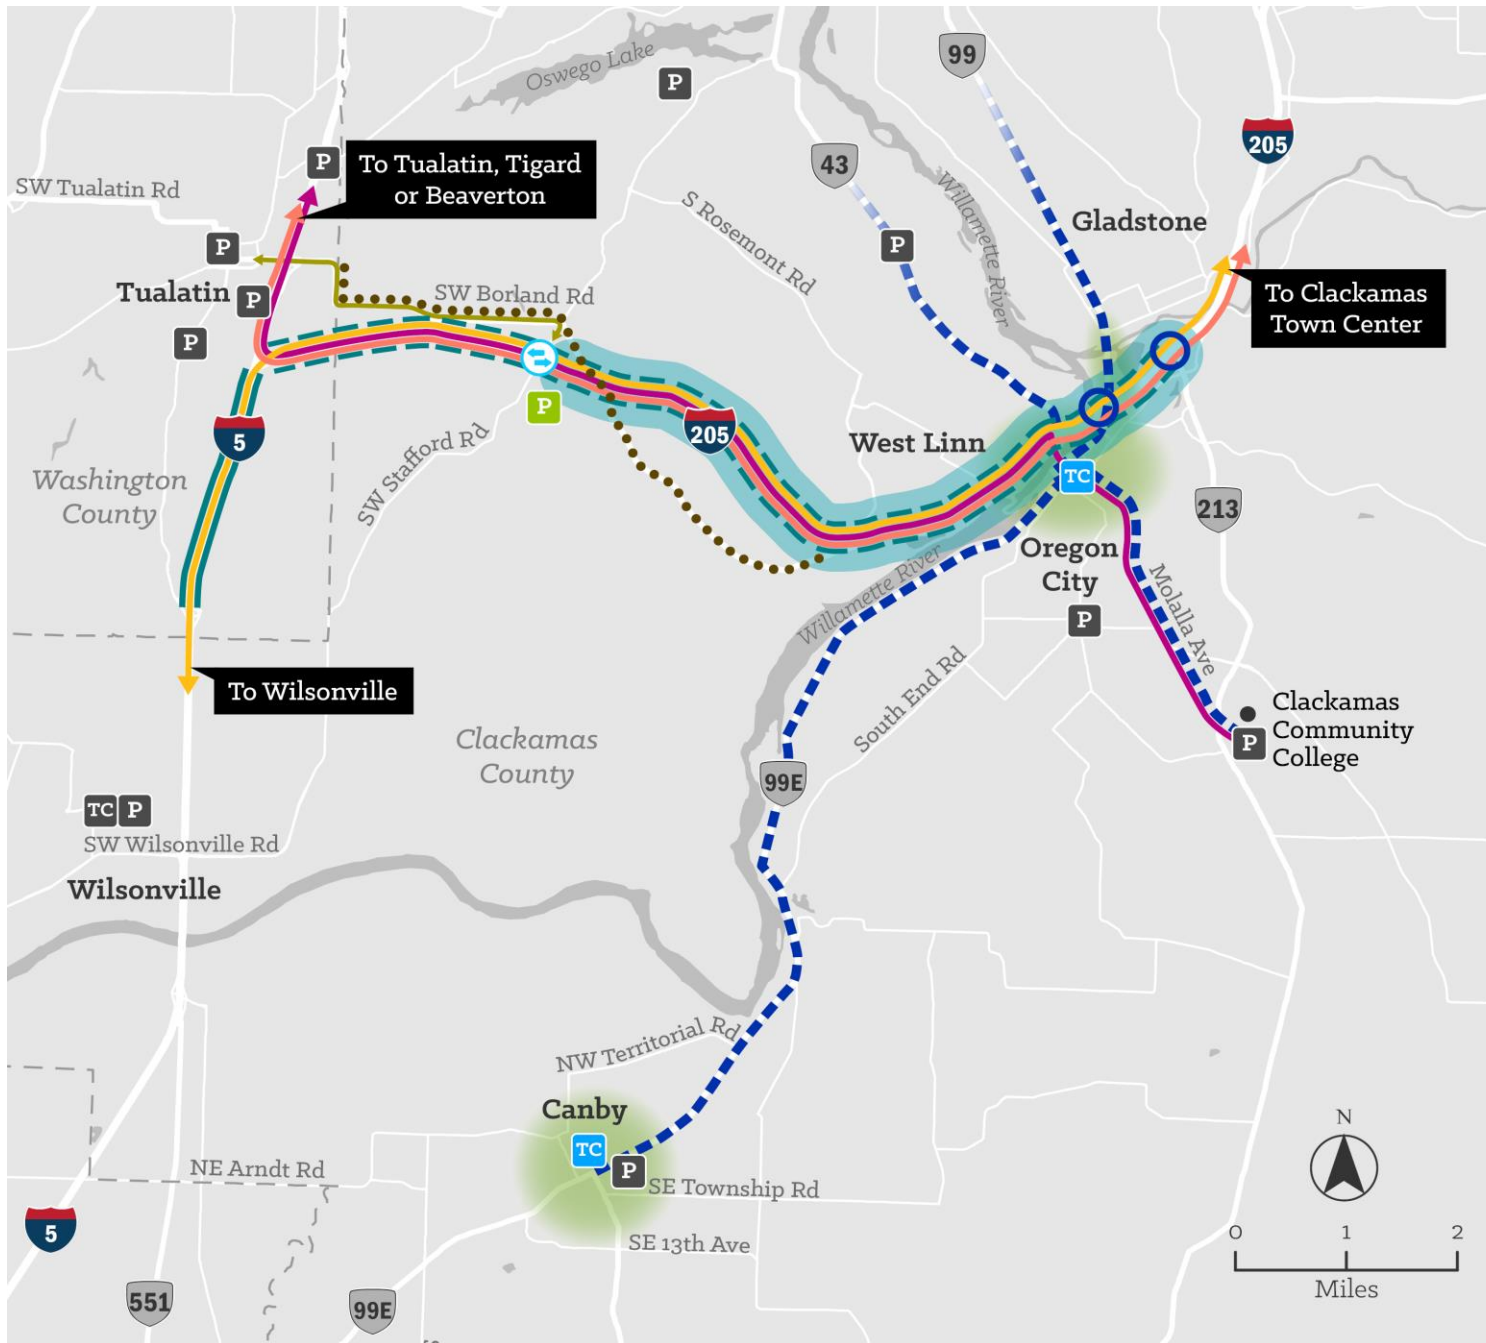 Oswego Lake
P
99
205
43
P
SW Tualatin Rd
To Tualatin, Tigard
or Beaverton
Willamette River
S Rosemont Rd
Gladstone
P
P
Tualatin
P
SW Borland Rd
To Clackamas
Town Center
Willamette River
P
P
205
5
West Linn
SW Stafford Rd
Washington
County
TC
213
Oregon
City
Willamette River
Molalla Ave
P
To Wilsonville
South End Rd
Clackamas
County
Clackamas
Community
College
P
99E
TC
P
SW Wilsonville Rd
Wilsonville
NW Territorial Rd
Canby
TC
P
NE Arndt Rd
SE Township Rd
SE 13th Ave
N
5
0
1
2
Miles
551
99E